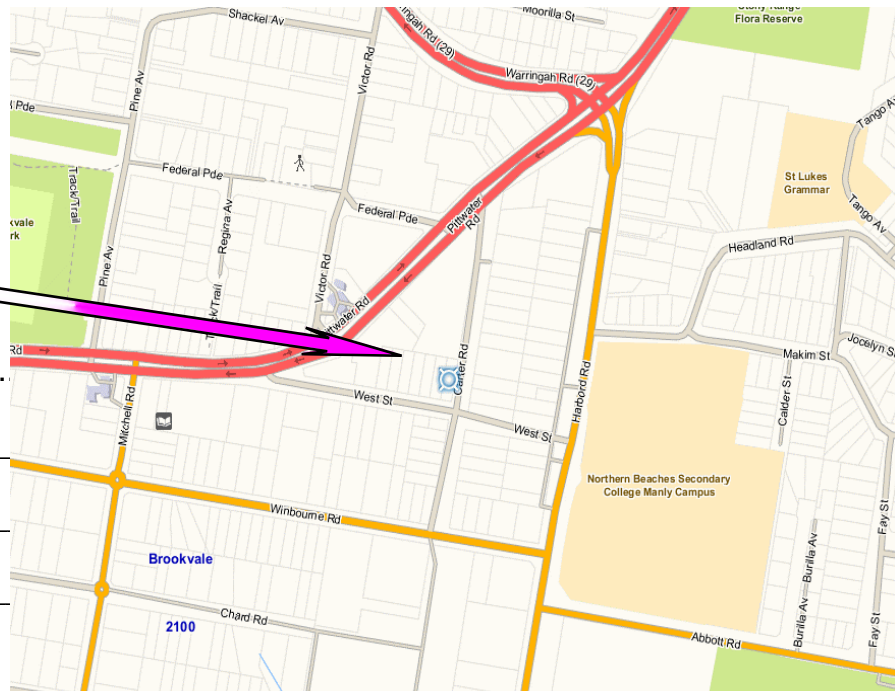 Stony Range
Flora Reserve
Moorilla St
Shackel Av
ringah Rd (29)
Victor Rd
Warringah Rd (29)
Pine Av
l Pde
Tango Av
Federal Pde
St Lukes
Grammar
Track/Trail
Regina Av
Federal Pde
Pittwater
Rd
Tango Av
kvale
rk
Headland Rd
Pine Av
Victor Rd
Track/Trail
Pittwater Rd
Rd
Jocelyn S
Makim St
Carter Rd
Harbord Rd
Calder St
West St
Mitchell Rd
West St
Northern Beaches Secondary
College Manly Campus
Fay St
Winbourne Rd
Brookvale
Burilla Av
Chard Rd
2100
Burilla Av
Abbott Rd
Fay St